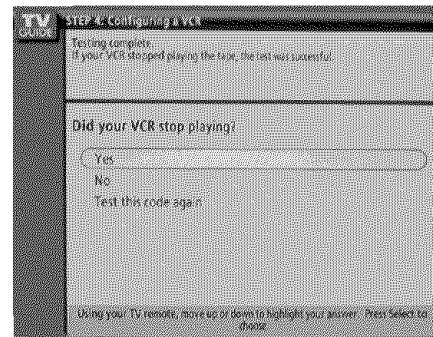 TV
GUIDE
STEP 4: Configuring a VCR
Testing complete.
If your VCR stopped playing the tape, the test was successful.
Did your VCR stop playing?
Yes
No
Test this code again
Using your TV remote, move up or down to highlight your answer. Press Select to
choose.